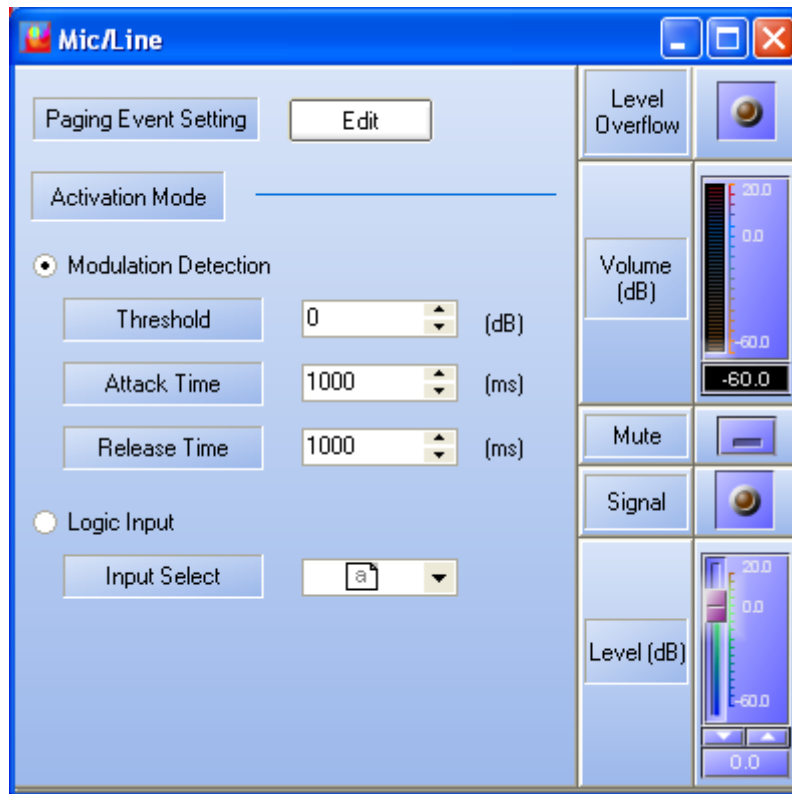 Mic/Line
Paging Event Setting
Edit
Activation Mode
Modulation Detection
Threshold
0
(dB)
Attack Time
1000
(ms)
Release Time
1000
(ms)
Logic Input
Input Select
a
Level
Overflow
Volume
(dB)
20.0
0.0
-60.0
-60.0
Mute
Signal
Level (dB)
20.0
0.0
-60.0
0.0